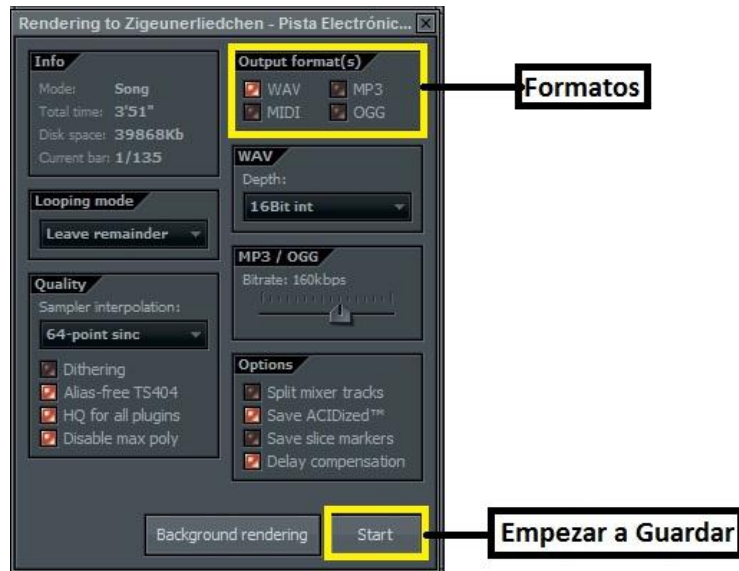 Rendering to Zigeunerliedchen - Pista Electrónic...
Info
Mode: Song
Total time: 3'51"
Disk space: 39868Kb
Current bar: 1/135
Looping mode
Leave remainder
Quality
Sampler interpolation:
64-point sinc
Dithering
Alias-free TS404
HQ for all plugins
Disable max poly
Output format(s)
WAV MP3
MIDI OGG
WAV
Depth:
16Bit int
MP3 / OGG
Bitrate: 160kbps
Options
Split mixer tracks
Save ACIDized™
Save slice markers
Delay compensation
Background rendering Start
Formatos
Empezar a Guardar